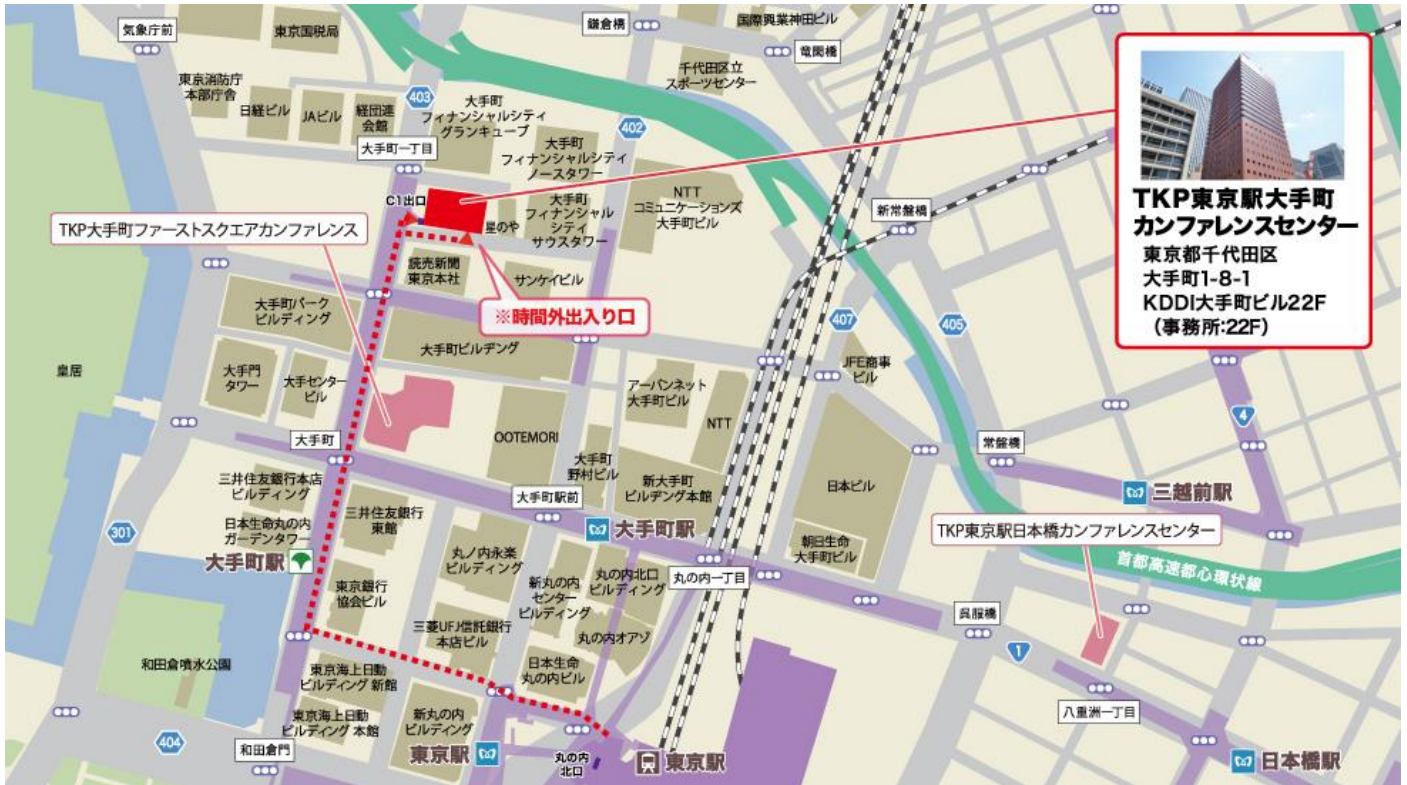 気象庁前
東京国税局
鎌倉橋
国際興業神田ビル
竜閑橋
東京消防庁
本部庁舎
日経ビル
JAビル
経団連
会館
403
大手町
フィナンシャルシティ
グランキューブ
千代田区立
スポーツセンター
402
大手町一丁目
大手町
フィナンシャルシティ
ノースタワー
NTT
コミュニケーションズ
大手町ビル
新常盤橋
C1出口
星のや
大手町
フィナンシャル
シティ
サウスタワー
TKP大手町ファーストスクエアカンファレンス
読売新聞
東京本社
サンケイビル
※時間外出入り口
TKP東京駅大手町
カンファレンスセンター
東京都千代田区
大手町1-8-1
KDDI大手町ビル22F
（事務所:22F）
大手町パーク
ビルディング
大手町ビルヂング
407
405
JFE商事
ビル
皇居
大手門
タワー
大手センター
ビル
アーバンネット
大手町ビル
NTT
4
大手町
OOTEMORI
大手町
野村ビル
新大手町
ビルヂング本館
日本ビル
常盤橋
三越前駅
三井住友銀行本店
ビルディング
大手町駅前
大手町駅
301
日本生命丸の内
ガーデンタワー
大手町駅
三井住友銀行
東館
丸ノ内永楽
ビルディング
朝日生命
大手町ビル
TKP東京駅日本橋カンファレンスセンター
首都高速都心環状線
東京銀行
協会ビル
新丸の内
センター
ビルディング
丸の内北口
ビルディング
丸の内一丁目
呉服橋
三菱UFJ信託銀行
本店ビル
丸の内オアゾ
1
和田倉噴水公園
東京海上日動
ビルディング 新館
日本生命
丸の内ビル
東京海上日動
ビルディング 本館
新丸の内
ビルディング
八重洲一丁目
404
和田倉門
東京駅
丸の内
北口
東京駅
日本橋駅